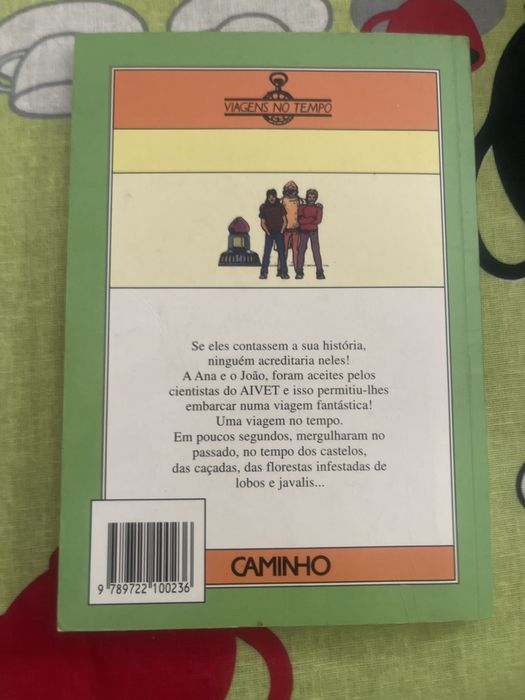 VIAGENS NO TEMPO
Se eles contassem a sua história,
ninguém acreditaria neles!
A Ana e o João, foram aceites pelos
cientistas do AIVET e isso permitiu-lhes
embarcar numa viagem fantástica!
Uma viagem no tempo.
Em poucos segundos, mergulharam no
passado, no tempo dos castelos,
das caçadas, das florestas infestadas de
lobos e javalis...
CAMINHO
9 789722 100236